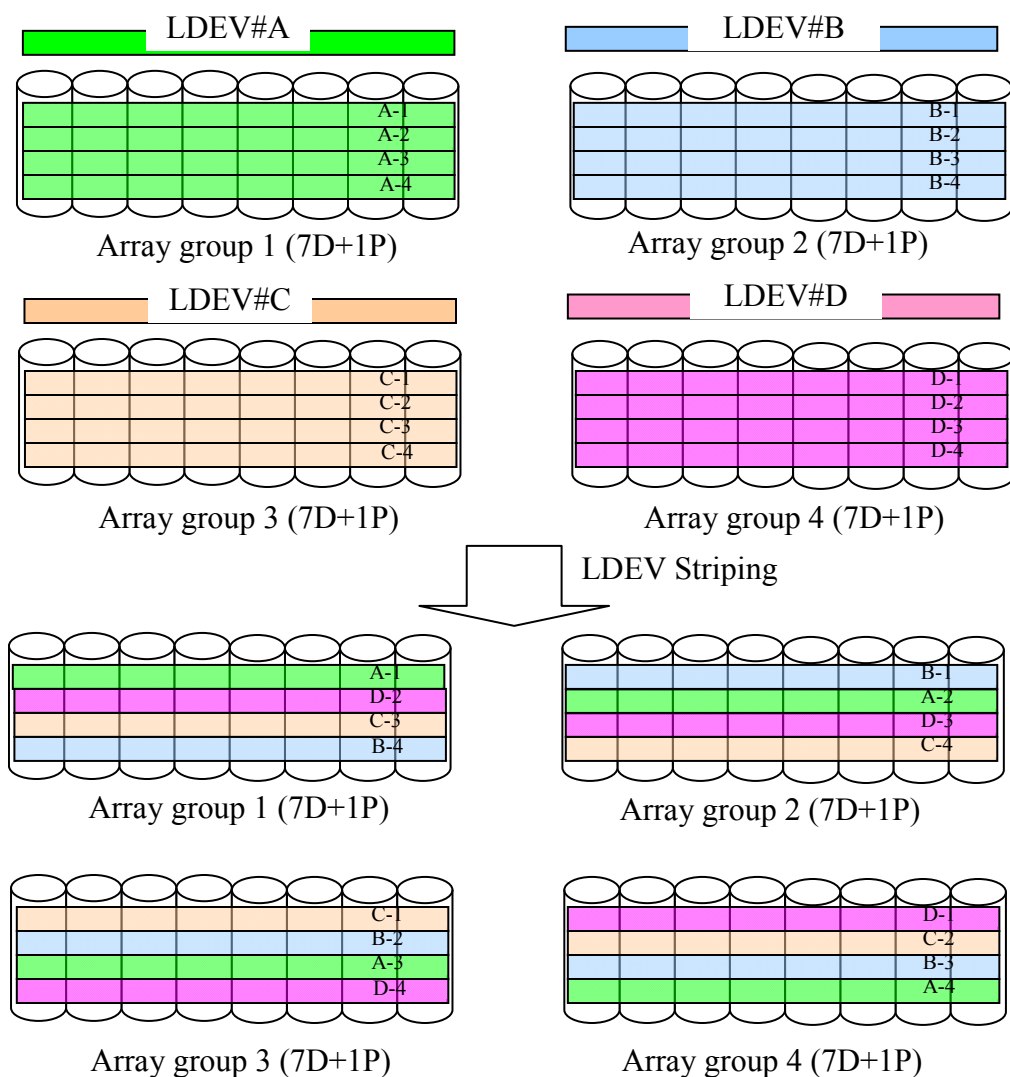 LDEV#A
A-1
A-2
A-3
A-4
Array group 1 (7D+1P)
LDEV#B
B-1
B-2
B-3
B-4
Array group 2 (7D+1P)
LDEV#C
C-1
C-2
C-3
C-4
Array group 3 (7D+1P)
LDEV#D
D-1
D-2
D-3
D-4
Array group 4 (7D+1P)
LDEV Striping
A-1
D-2
C-3
B-4
Array group 1 (7D+1P)
B-1
A-2
D-3
C-4
Array group 2 (7D+1P)
C-1
B-2
A-3
D-4
Array group 3 (7D+1P)
D-1
C-2
B-3
A-4
Array group 4 (7D+1P)